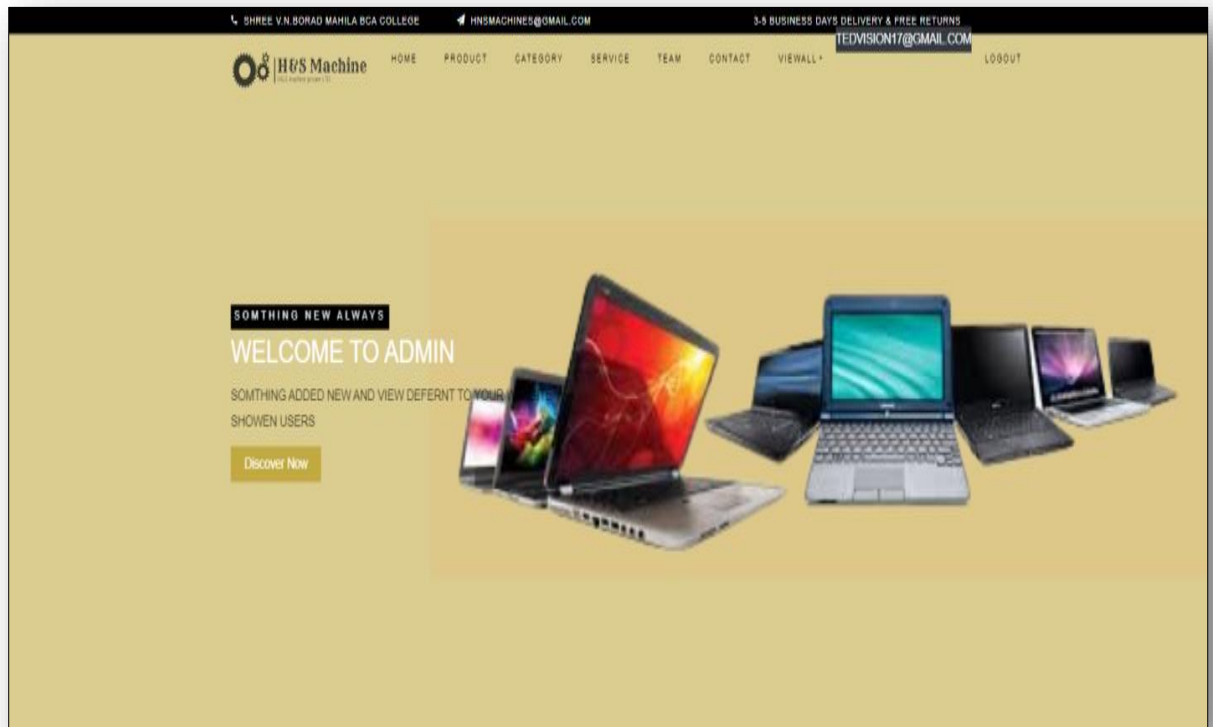 SHREE V.N.BORAD MAHILA BCA COLLEGE HNSMACHINES@GMAIL.COM 3-5 BUSINESS DAYS DELIVERY & FREE RETURNS
TEDVISION17@GMAIL.COM
H&S Machine HOME PRODUCT CATEGORY SERVICE TEAM CONTACT VIEWALL LOGOUT
SOMTHING NEW ALWAYS
WELCOME TO ADMIN
SOMTHING ADDED NEW AND VIEW DEFERNT TO YOUR
SHOWEN USERS
Discover Now